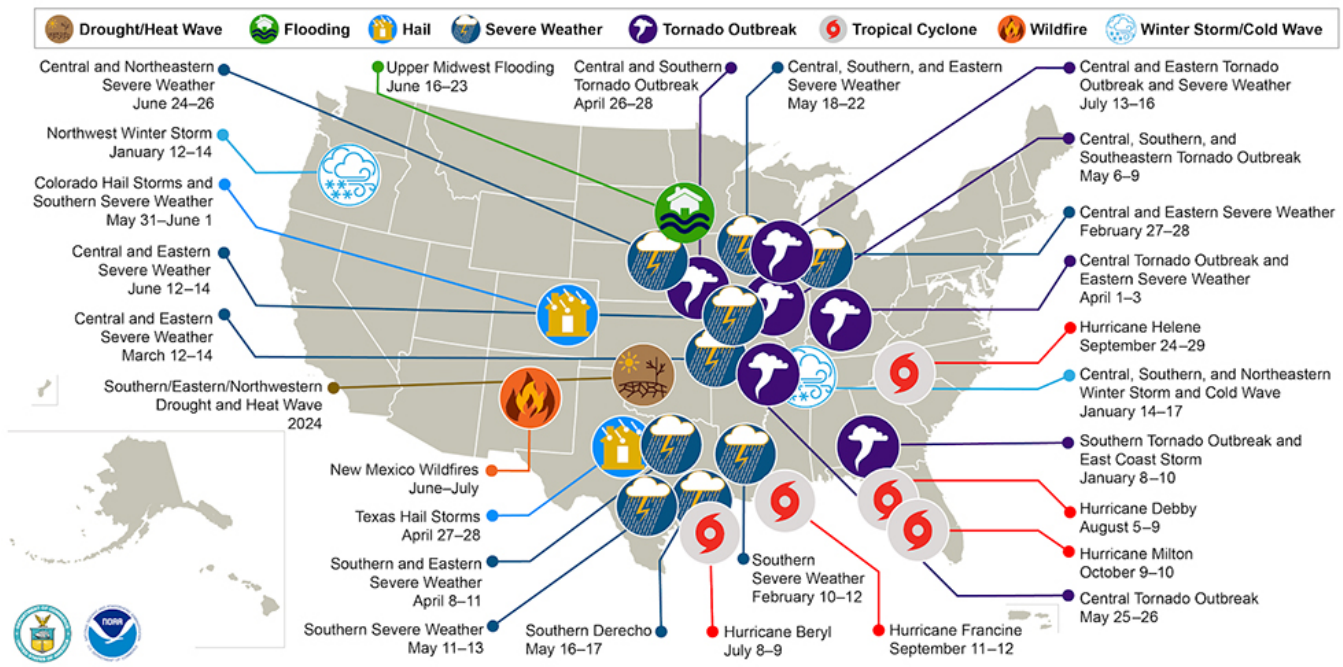 Drought/Heat Wave
Flooding
Hail
Severe Weather
Tornado Outbreak
Tropical Cyclone
Wildfire
Winter Storm/Cold Wave
Central and Northeastern
Severe Weather
June 24–26
Upper Midwest Flooding
June 16–23
Central and Southern
Tornado Outbreak
April 26–28
Central, Southern, and Eastern
Severe Weather
May 18–22
Central and Eastern Tornado
Outbreak and Severe Weather
July 13–16
Northwest Winter Storm
January 12–14
Central, Southern, and
Southeastern Tornado Outbreak
May 6–9
Colorado Hail Storms and
Southern Severe Weather
May 31–June 1
Central and Eastern Severe Weather
February 27–28
Central and Eastern
Severe Weather
June 12–14
Central Tornado Outbreak and
Eastern Severe Weather
April 1–3
Central and Eastern
Severe Weather
March 12–14
Hurricane Helene
September 24–29
Southern/Eastern/Northwestern
Drought and Heat Wave
2024
Central, Southern, and Northeastern
Winter Storm and Cold Wave
January 14–17
New Mexico Wildfires
June–July
Southern Tornado Outbreak and
East Coast Storm
January 8–10
Texas Hail Storms
April 27–28
Hurricane Debby
August 5–9
Southern and Eastern
Severe Weather
April 8–11
Southern
Severe Weather
February 10–12
Hurricane Milton
October 9–10
Southern Severe Weather
May 11–13
Southern Derecho
May 16–17
Hurricane Beryl
July 8–9
Hurricane Francine
September 11–12
Central Tornado Outbreak
May 25–26
NOAA